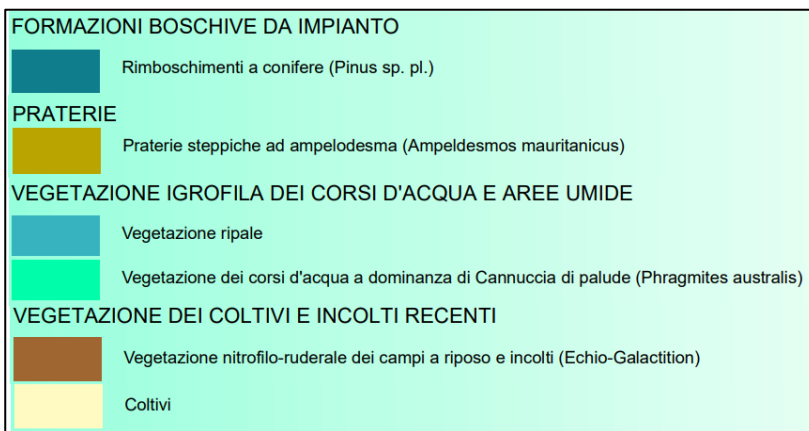 FORMAZIONI BOSCHIVE DA IMPIANTO
Rimboschimenti a conifere (Pinus sp. pl.)
PRATERIE
Praterie steppiche ad ampelodesma (Ampeldesmos mauritanicus)
VEGETAZIONE IGROFILA DEI CORSI D'ACQUA E AREE UMIDE
Vegetazione ripale
Vegetazione dei corsi d'acqua a dominanza di Cannuccia di palude (Phragmites australis)
VEGETAZIONE DEI COLTIVI E INCOLTI RECENTI
Vegetazione nitrofilo-ruderale dei campi a riposo e incolti (Echio-Galactition)
Coltivi